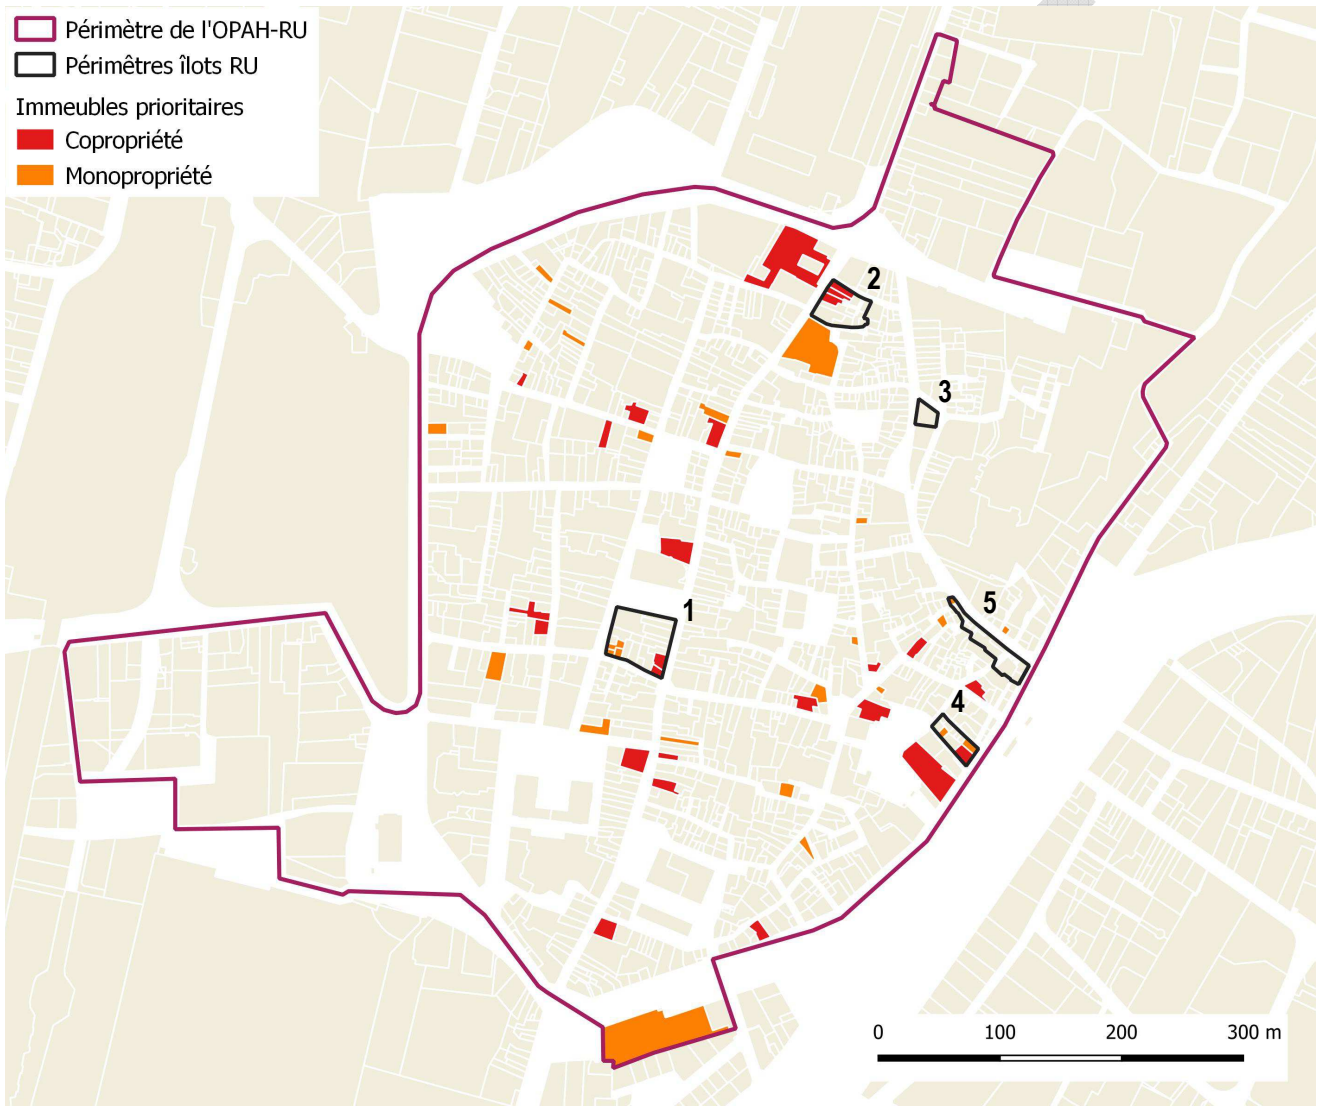 Périmètre de l'OPAH-RU
Périmêtres îlots RU
Immeubles prioritaires
Copropriété
Monopropriété
2
3
5
1
4
0 100 200 300 m